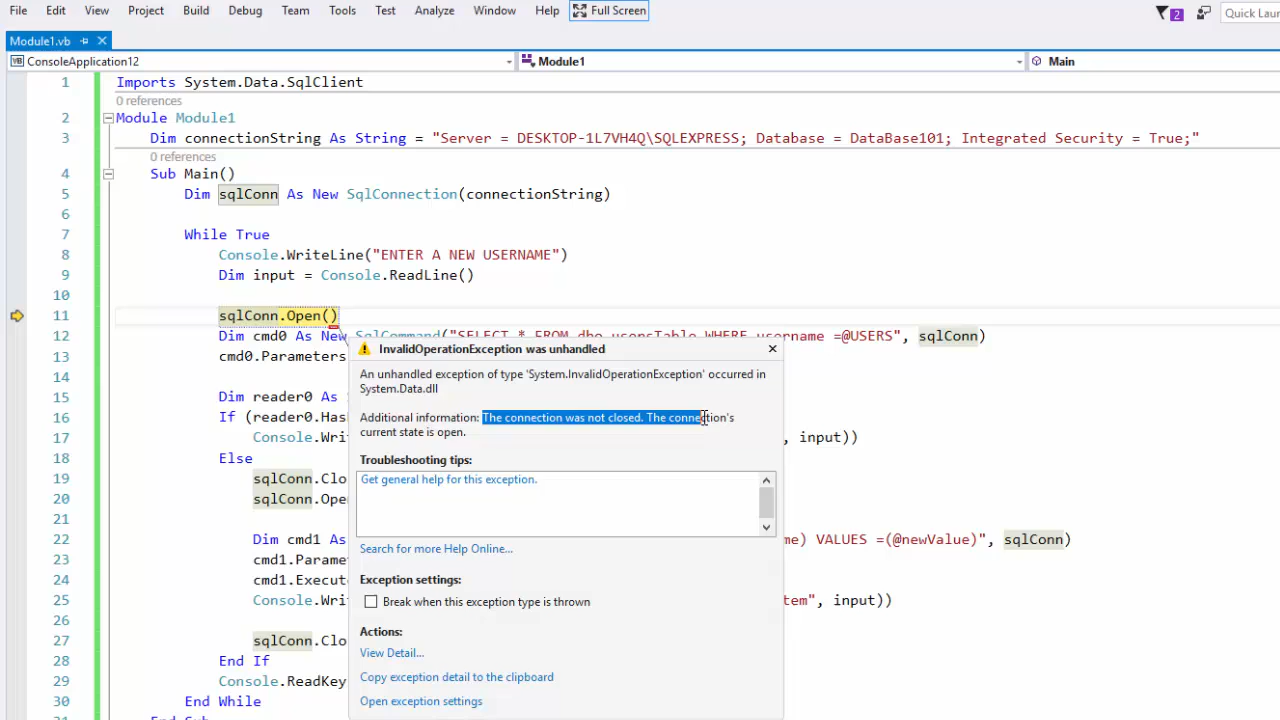 File Edit View Project Build Debug Team Tools Test Analyze Window Help Full Screen 2 Quick Lau
Module1.vb
VB ConsoleApplication12 Module1 Main
1 Imports System.Data.SqlClient
0 references
2 Module Module1
3 Dim connectionString As String = "Server = DESKTOP-1L7VH4Q\SQLEXPRESS; Database = DataBase101; Integrated Security = True;"
0 references
4 Sub Main()
5 Dim sqlConn As New SqlConnection(connectionString)
6
7 While True
8 Console.WriteLine("ENTER A NEW USERNAME")
9 Dim input = Console.ReadLine()
10
11 sqlConn.Open()
12 Dim cmd0 As New SqlCommand("SELECT * FROM dbo.usersTable WHERE username =@USERS", sqlConn)
13 cmd0.Parameters
14
15 Dim reader0 As
16 If (reader0.Has
17 Console.Wri , input))
18 Else
19 sqlConn.Clo
20 sqlConn.Ope
21
22 Dim cmd1 As me) VALUES =(@newValue)", sqlConn)
23 cmd1.Parame
24 cmd1.Execut
25 Console.Wri tem", input))
26
27 sqlConn.Clo
28 End If
29 Console.ReadKey
30 End While
31 End Sub
InvalidOperationException was unhandled
An unhandled exception of type 'System.InvalidOperationException' occurred in
System.Data.dll
Additional information: The connection was not closed. The connection's
current state is open.
Troubleshooting tips:
Get general help for this exception.
Search for more Help Online...
Exception settings:
Break when this exception type is thrown
Actions:
View Detail...
Copy exception detail to the clipboard
Open exception settings